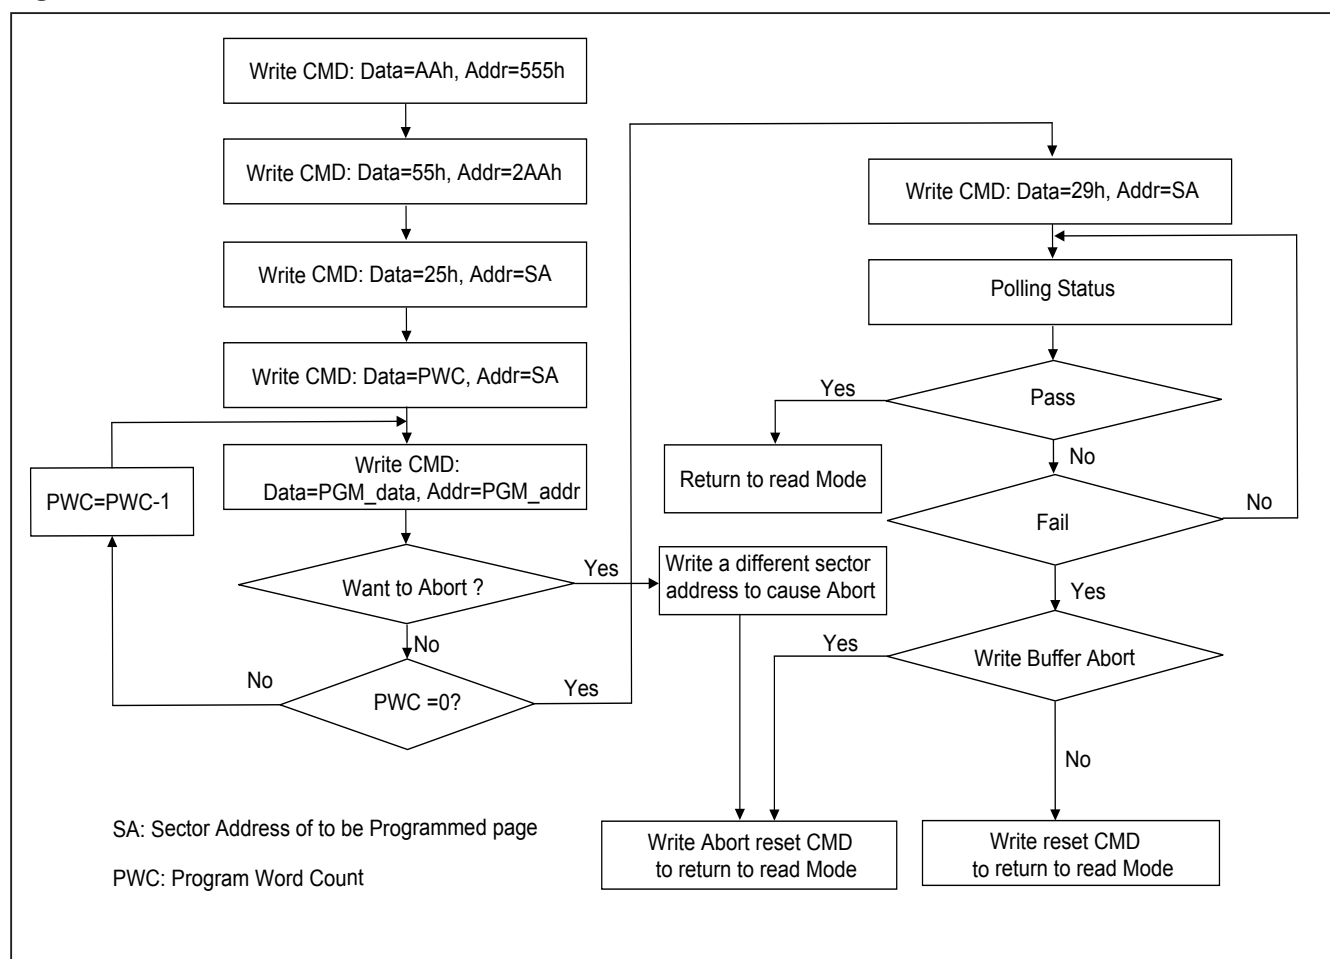 Write CMD: Data=AAh, Addr=555h
Write CMD: Data=55h, Addr=2AAh
Write CMD: Data=25h, Addr=SA
Write CMD: Data=PWC, Addr=SA
Write CMD:
Data=PGM_data, Addr=PGM_addr
PWC=PWC-1
Want to Abort ?
Yes
No
No
PWC =0?
Yes
Write a different sector
address to cause Abort
Write CMD: Data=29h, Addr=SA
Polling Status
Yes
Pass
No
Return to read Mode
Fail
No
Yes
Yes
Write Buffer Abort
No
Write Abort reset CMD
to return to read Mode
Write reset CMD
to return to read Mode
SA: Sector Address of to be Programmed page
PWC: Program Word Count